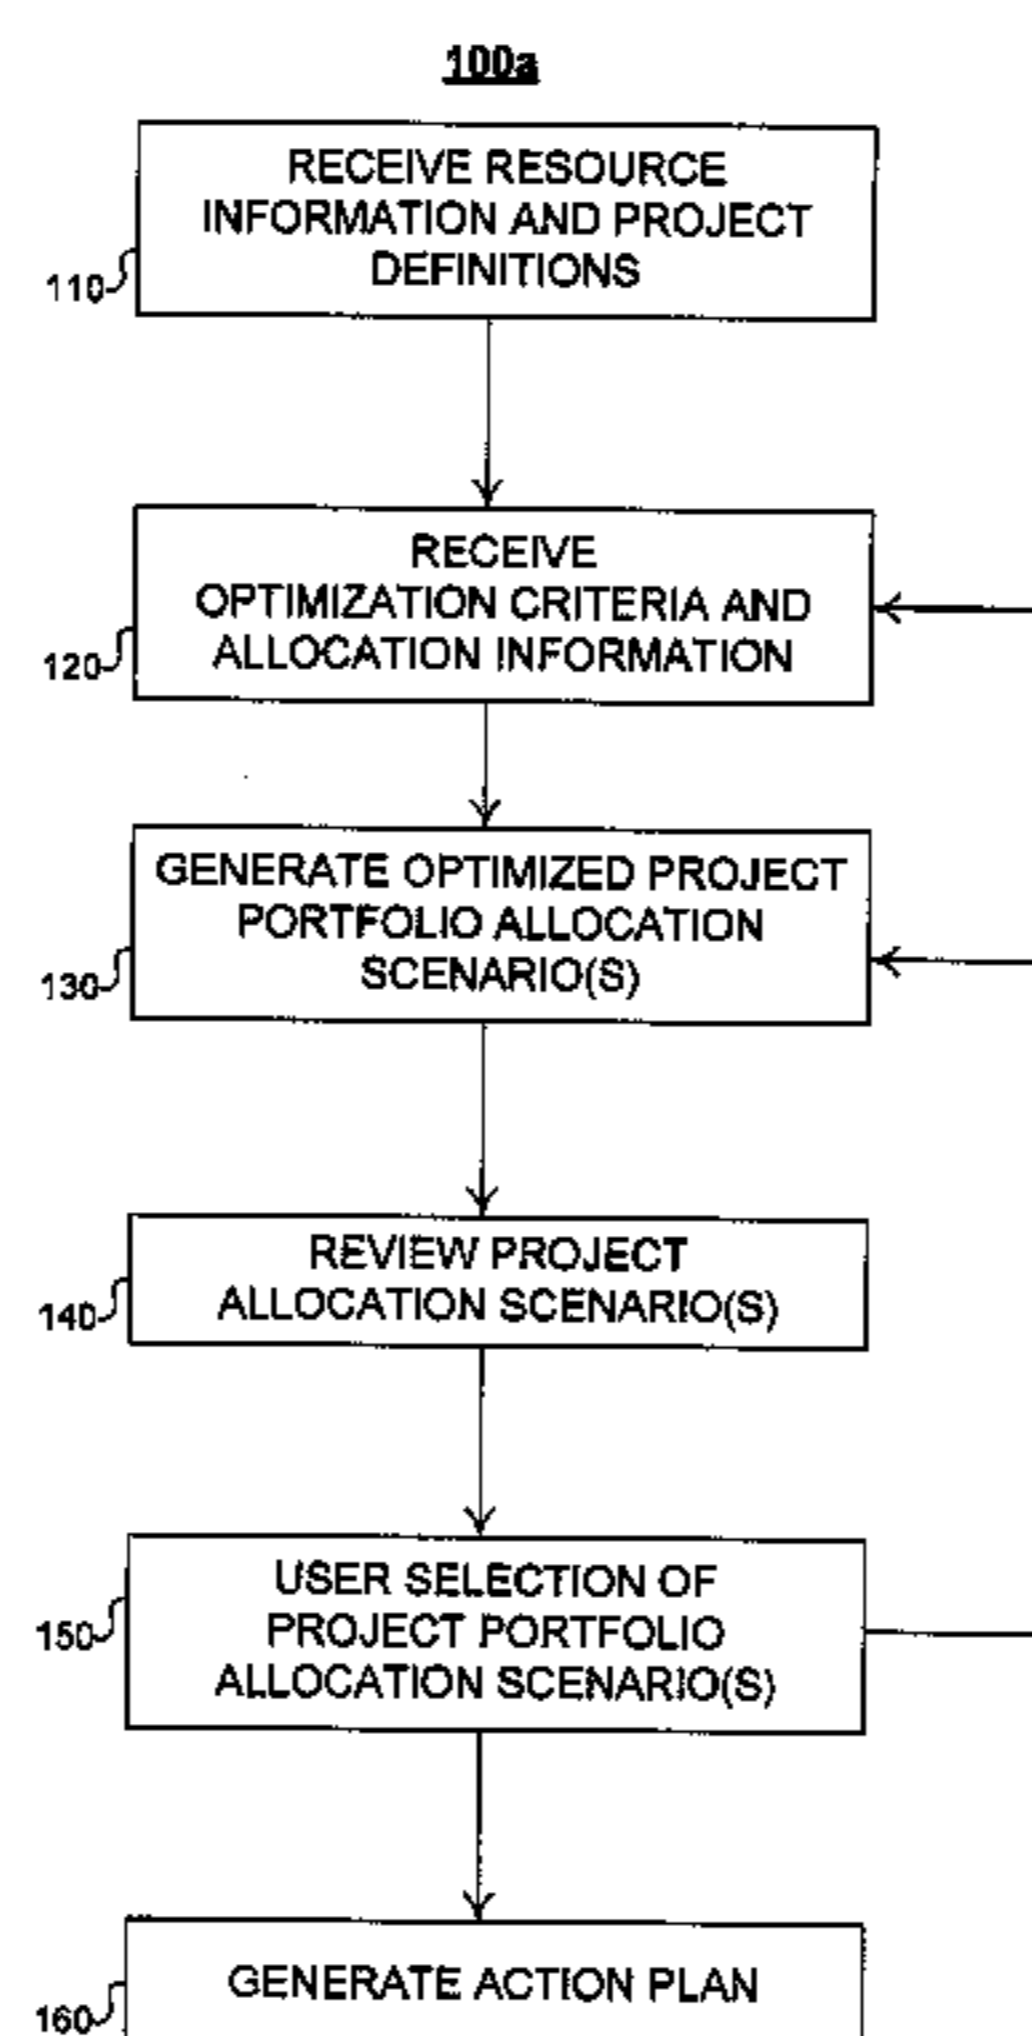 100a
RECEIVE RESOURCE
INFORMATION AND PROJECT
DEFINITIONS
110
RECEIVE
OPTIMIZATION CRITERIA AND
ALLOCATION INFORMATION
120
GENERATE OPTIMIZED PROJECT
PORTFOLIO ALLOCATION
SCENARIO(S)
130
REVIEW PROJECT
ALLOCATION SCENARIO(S)
140
USER SELECTION OF
PROJECT PORTFOLIO
ALLOCATION SCENARIO(S)
150
GENERATE ACTION PLAN
160